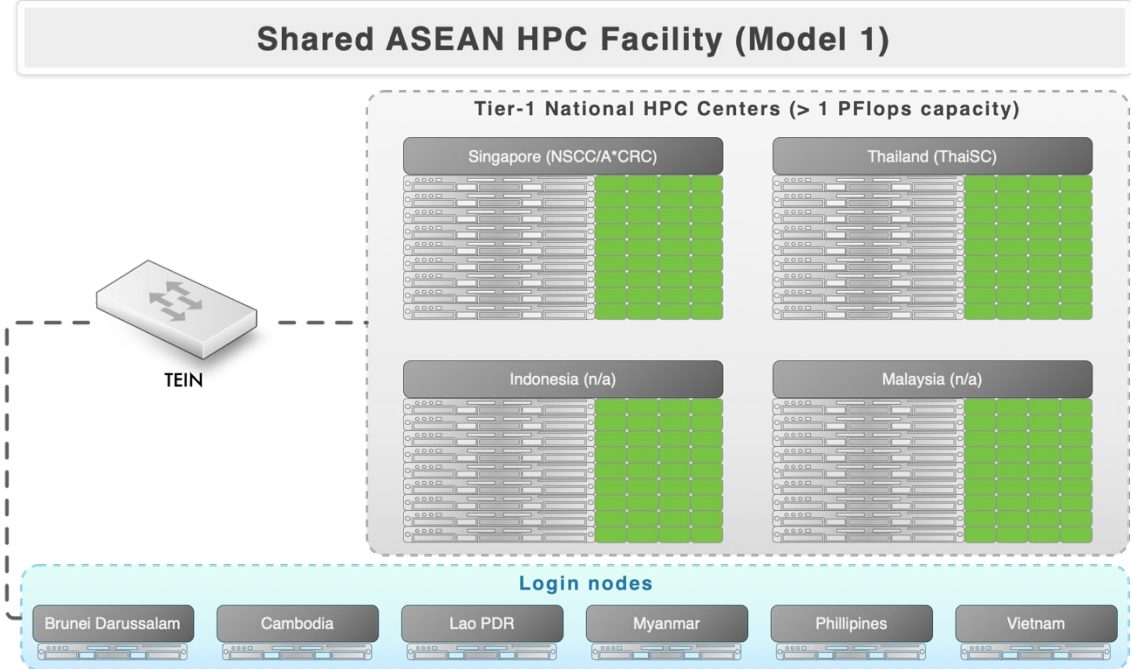 Shared ASEAN HPC Facility (Model 1)
Tier-1 National HPC Centers (> 1 PFlops capacity)
Singapore (NSCC/A*CRC)
Thailand (ThaiSC)
TEIN
Indonesia (n/a)
Malaysia (n/a)
Login nodes
Brunei Darussalam
Cambodia
Lao PDR
Myanmar
Phillipines
Vietnam